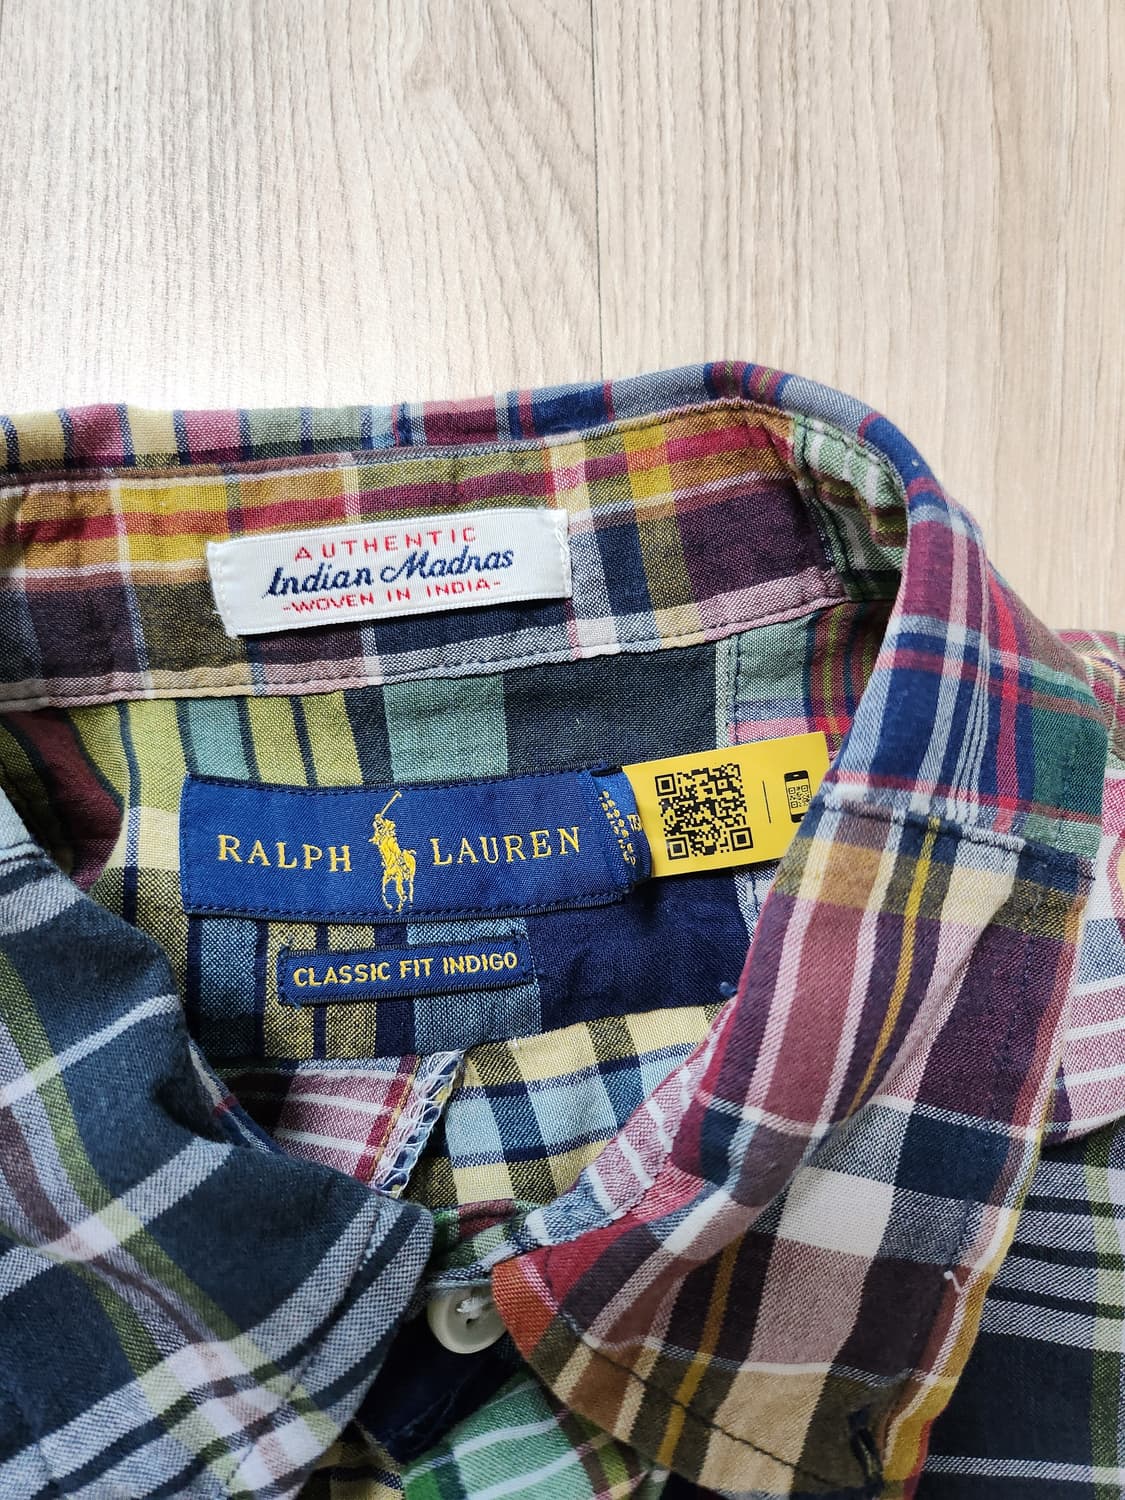 AUTHENTIC
Indian Madras
-WOVEN IN INDIA-
RALPH LAUREN
CLASSIC FIT INDIGO